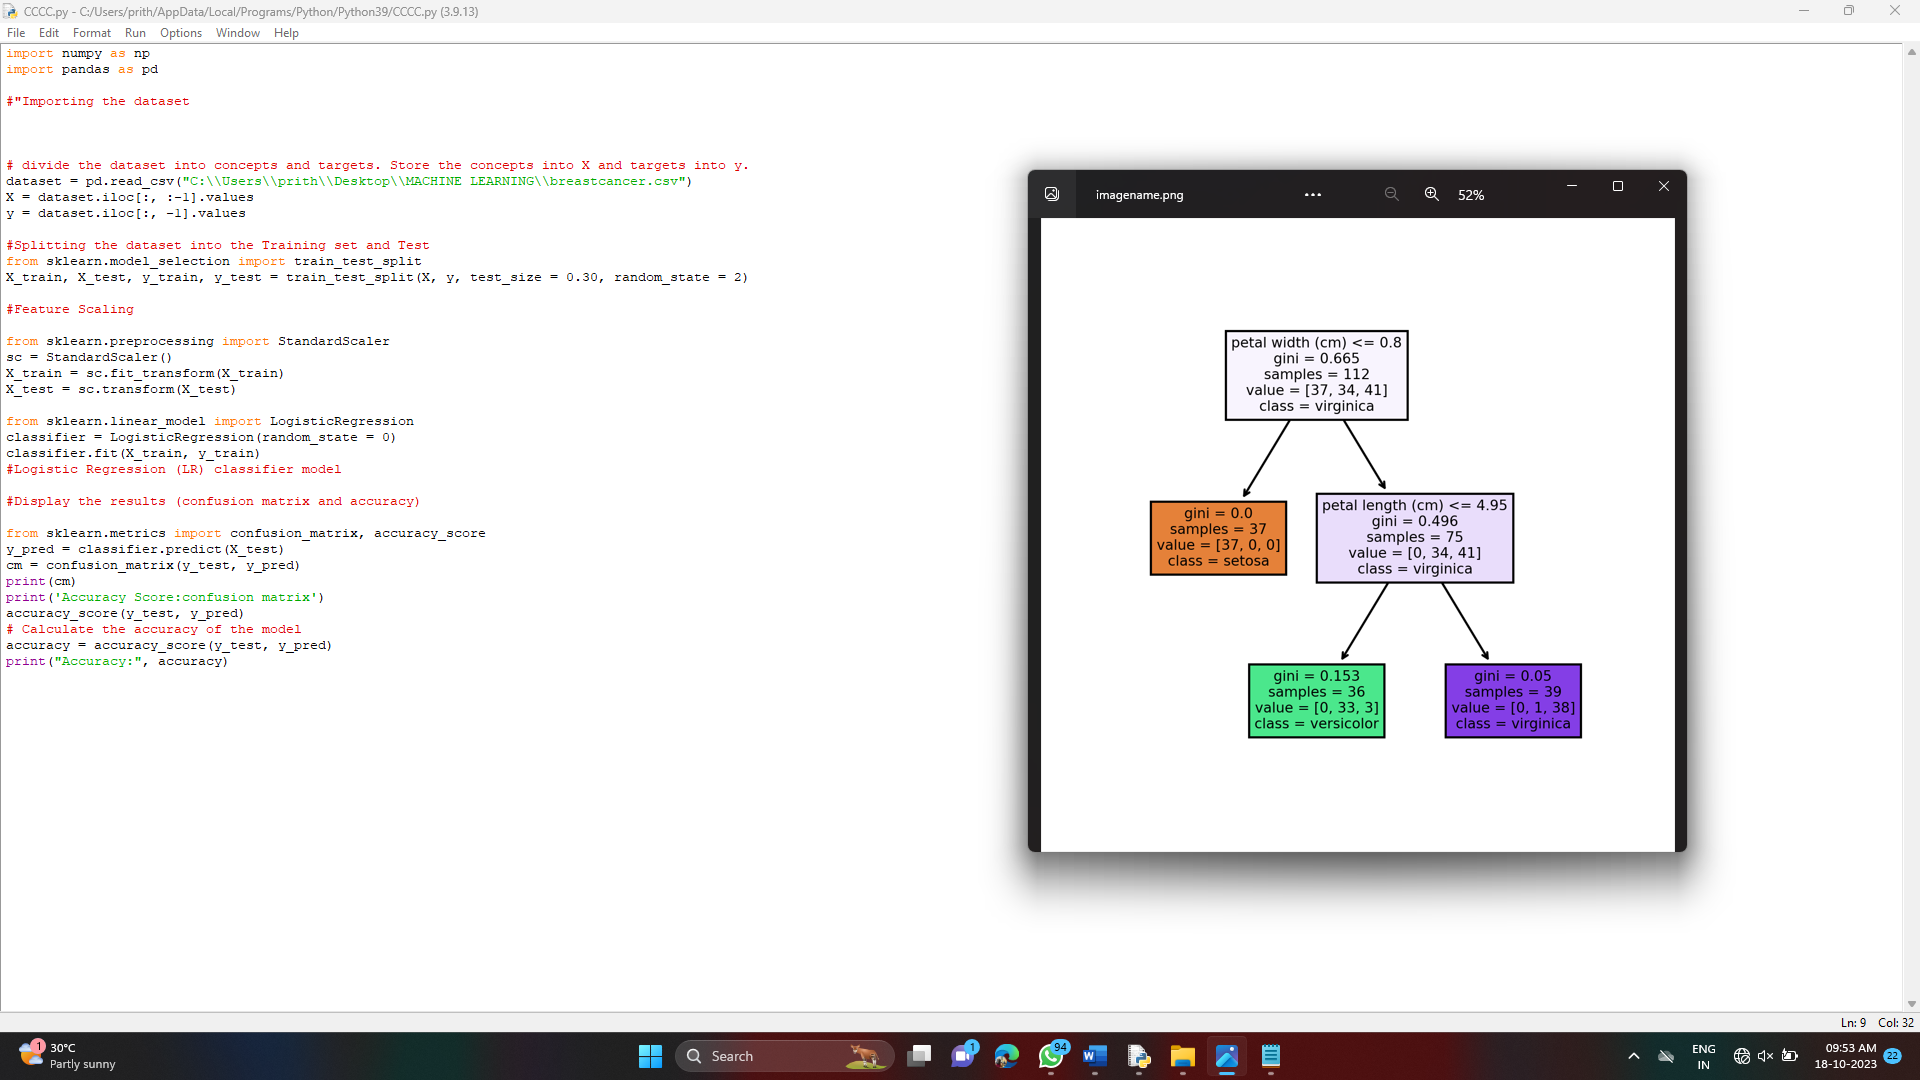 CCCC.py - C:/Users/prith/AppData/Local/Programs/Python/Python39/CCCC.py (3.9.13)
File Edit Format Run Options Window Help
import numpy as np
import pandas as pd
#"Importing the dataset
# divide the dataset into concepts and targets. Store the concepts into X and targets into y.
dataset = pd.read_csv("C:\\Users\\prith\\Desktop\\MACHINE LEARNING\\breastcancer.csv")
X = dataset.iloc[:, :-1].values
y = dataset.iloc[:, -1].values
#Splitting the dataset into the Training set and Test
from sklearn.model_selection import train_test_split
X_train, X_test, y_train, y_test = train_test_split(X, y, test_size = 0.30, random_state = 2)
#Feature Scaling
from sklearn.preprocessing import StandardScaler
sc = StandardScaler()
X_train = sc.fit_transform(X_train)
X_test = sc.transform(X_test)
from sklearn.linear_model import LogisticRegression
classifier = LogisticRegression(random_state = 0)
classifier.fit(X_train, y_train)
#Logistic Regression (LR) classifier model
#Display the results (confusion matrix and accuracy)
from sklearn.metrics import confusion_matrix, accuracy_score
y_pred = classifier.predict(X_test)
cm = confusion_matrix(y_test, y_pred)
print(cm)
print('Accuracy Score:confusion matrix')
accuracy_score(y_test, y_pred)
# Calculate the accuracy of the model
accuracy = accuracy_score(y_test, y_pred)
print("Accuracy:", accuracy)
imagename.png
52%
petal width (cm) <= 0.8
gini = 0.665
samples = 112
value = [37, 34, 41]
class = virginica
gini = 0.0
samples = 37
value = [37, 0, 0]
class = setosa
petal length (cm) <= 4.95
gini = 0.496
samples = 75
value = [0, 34, 41]
class = virginica
gini = 0.153
samples = 36
value = [0, 33, 3]
class = versicolor
gini = 0.05
samples = 39
value = [0, 1, 38]
class = virginica
Ln: 9 Col: 32
1
30°C
Partly sunny
Search
1
94
ENG
IN
09:53 AM
18-10-2023
22